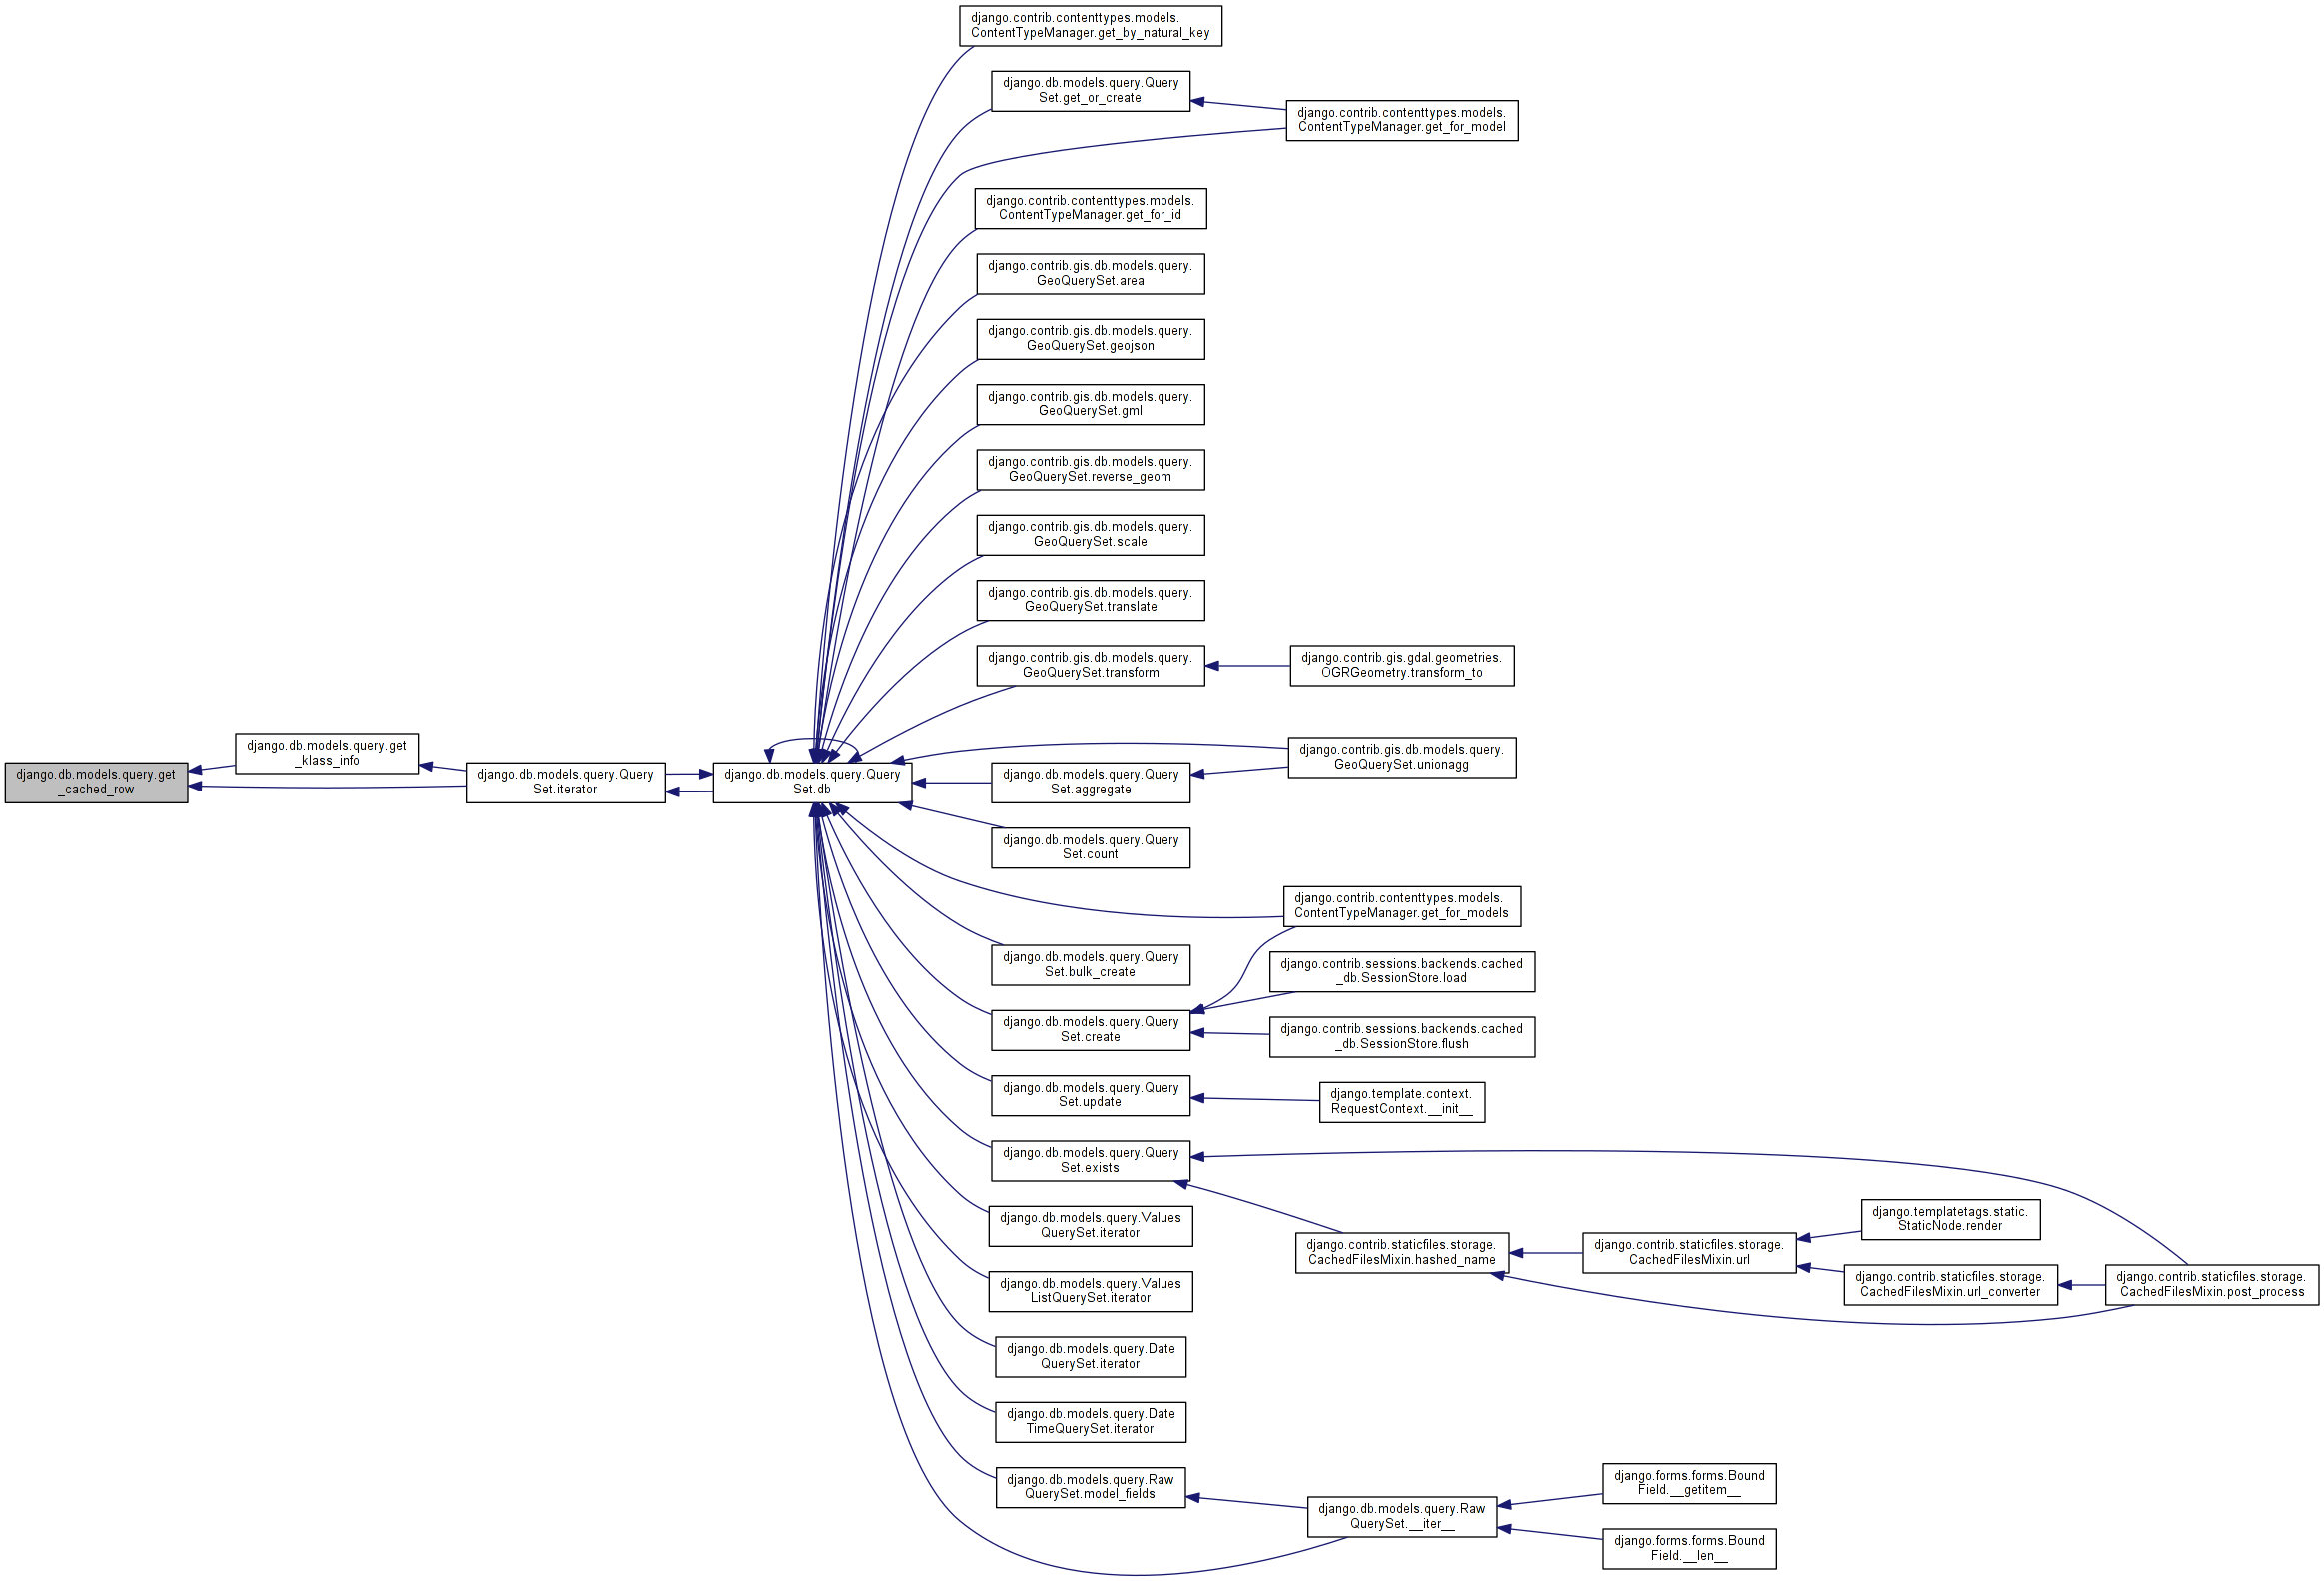 django.contrib.contenttypes.models.
ContentTypeManager.get_by_natural_key
django.db.models.query.Query
Set.get_or_create
django.contrib.contenttypes.models.
ContentTypeManager.get_for_model
django.contrib.contenttypes.models.
ContentTypeManager.get_for_id
django.contrib.gis.db.models.query.
GeoQuerySet.area
django.contrib.gis.db.models.query.
GeoQuerySet.geojson
django.contrib.gis.db.models.query.
GeoQuerySet.gml
django.contrib.gis.db.models.query.
GeoQuerySet.reverse_geom
django.contrib.gis.db.models.query.
GeoQuerySet.scale
django.contrib.gis.db.models.query.
GeoQuerySet.translate
django.contrib.gis.db.models.query.
GeoQuerySet.transform
django.contrib.gis.gdal.geometries.
OGRGeometry.transform_to
django.db.models.query.get
_cached_row
django.db.models.query.get
_klass_info
django.db.models.query.Query
Set.iterator
django.db.models.query.Query
Set.db
django.contrib.gis.db.models.query.
GeoQuerySet.unionagg
django.db.models.query.Query
Set.aggregate
django.db.models.query.Query
Set.count
django.contrib.contenttypes.models.
ContentTypeManager.get_for_models
django.db.models.query.Query
Set.bulk_create
django.contrib.sessions.backends.cached
_db.SessionStore.load
django.db.models.query.Query
Set.create
django.contrib.sessions.backends.cached
_db.SessionStore.flush
django.db.models.query.Query
Set.update
django.template.context.
RequestContext.__init__
django.db.models.query.Query
Set.exists
django.db.models.query.Values
QuerySet.iterator
django.contrib.staticfiles.storage.
CachedFilesMixin.hashed_name
django.contrib.staticfiles.storage.
CachedFilesMixin.url
django.templatetags.static.
StaticNode.render
django.contrib.staticfiles.storage.
CachedFilesMixin.url_converter
django.contrib.staticfiles.storage.
CachedFilesMixin.post_process
django.db.models.query.Values
ListQuerySet.iterator
django.db.models.query.Date
QuerySet.iterator
django.db.models.query.Date
TimeQuerySet.iterator
django.db.models.query.Raw
QuerySet.model_fields
django.db.models.query.Raw
QuerySet.__iter__
django.forms.forms.Bound
Field.__getitem__
django.forms.forms.Bound
Field.__len__